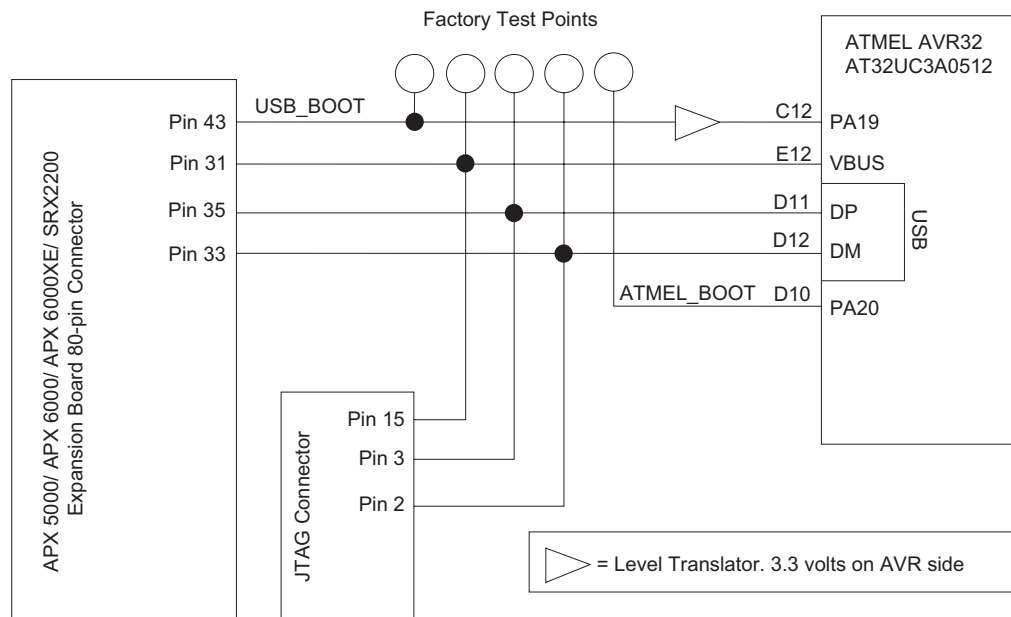 Factory Test Points
ATMEL AVR32
AT32UC3A0512
APX 5000/ APX 6000/ APX 6000XE/ SRX2200
Expansion Board 80-pin Connector
Pin 43
USB_BOOT
C12
PA19
Pin 31
E12
VBUS
Pin 35
D11
DP
Pin 33
D12
DM
USB
ATMEL_BOOT
D10
PA20
JTAG Connector
Pin 15
Pin 3
Pin 2
= Level Translator. 3.3 volts on AVR side